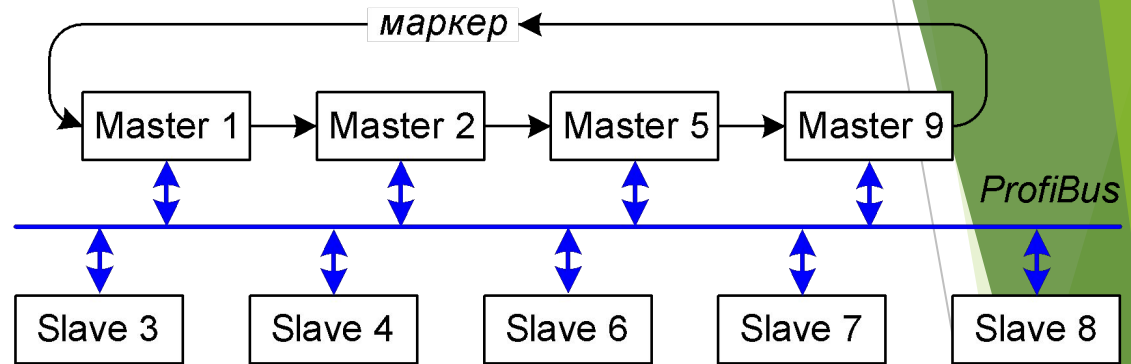 маркер
Master 1
Master 2
Master 5
Master 9
ProfiBus
Slave 3
Slave 4
Slave 6
Slave 7
Slave 8